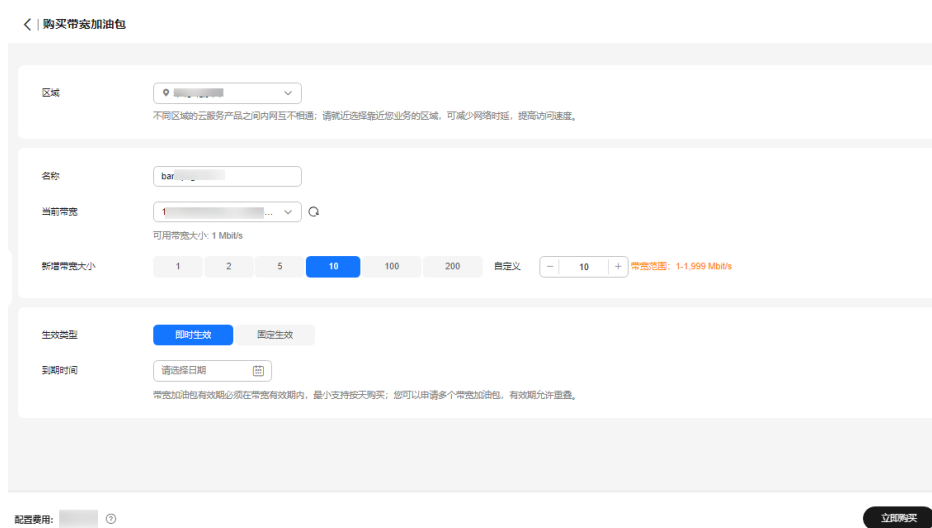 购买带宽加油包
区域
不同区域的云服务产品之间内网互不相通；请就近选择靠近您业务的区域，可减少网络时延，提高访问速度。
名称
当前带宽
可用带宽大小: 1 Mbit/s
新增带宽大小 1 2 5 10 100 200 自定义 − 10 + 带宽范围：1-1,999 Mbit/s
生效类型 即时生效 固定生效
到期时间 请选择日期
带宽加油包有效期必须在带宽有效期内，最小支持按天购买；您可以申请多个带宽加油包，有效期允许重叠。
配置费用: ? 立即购买